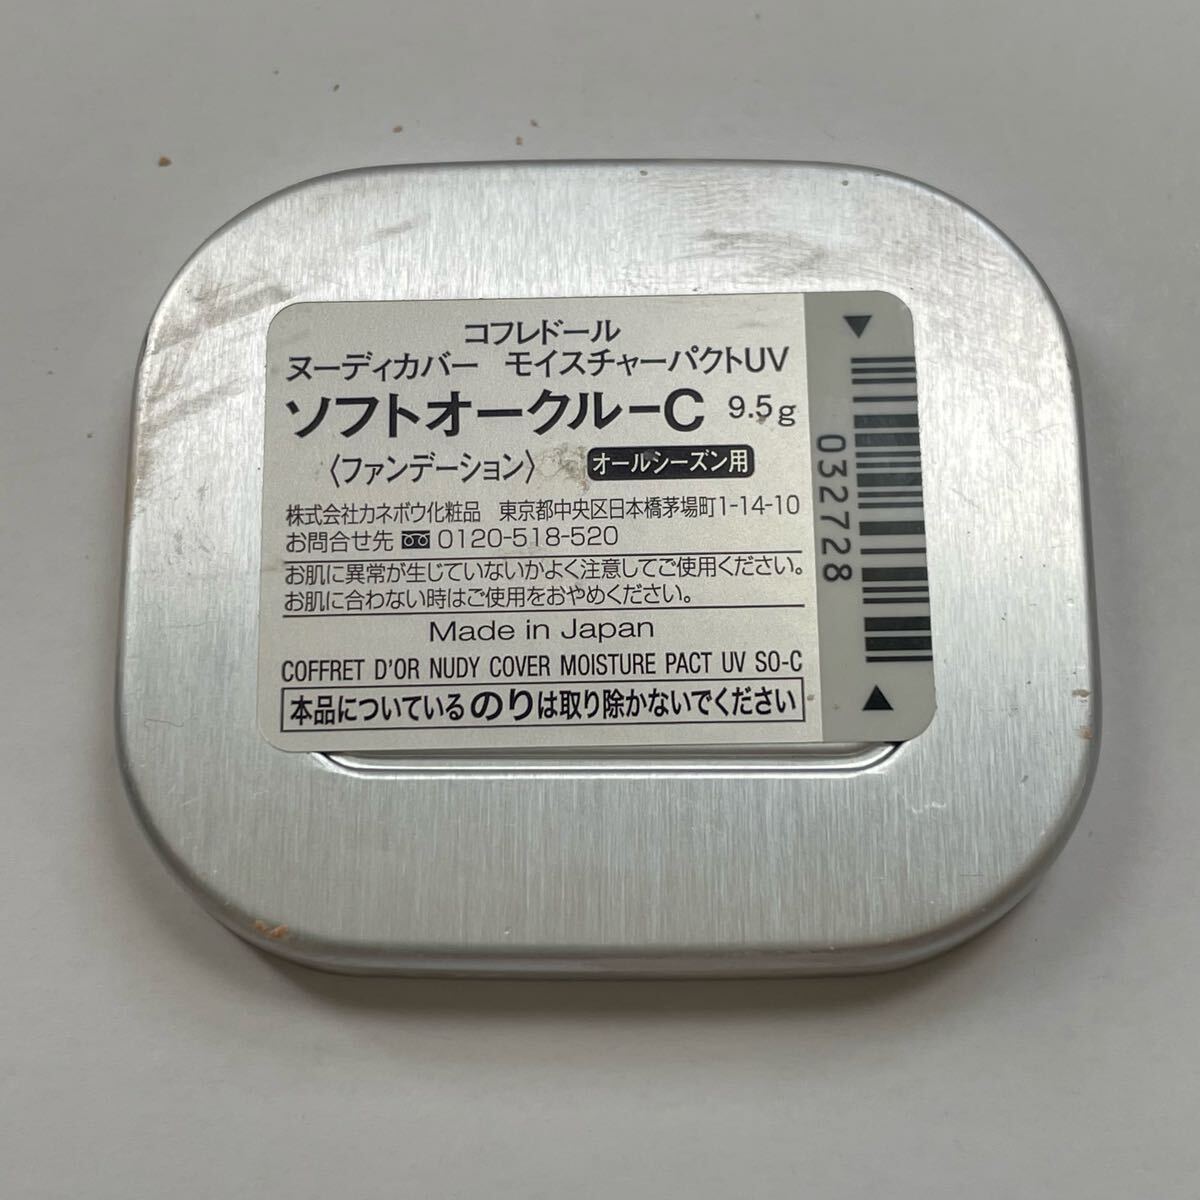 コフレドール
ヌーディカバー　モイスチャーパクトUV
ソフトオークル–C 9.5g
〈ファンデーション〉 オールシーズン用
株式会社カネボウ化粧品　東京都中央区日本橋茅場町1-14-10
お問合せ先 0120-518-520
お肌に異常が生じていないかよく注意してご使用ください。
お肌に合わない時はご使用をおやめください。
Made in Japan
COFFRET D'OR NUDY COVER MOISTURE PACT UV SO-C
本品についているのりは取り除かないでください
032728